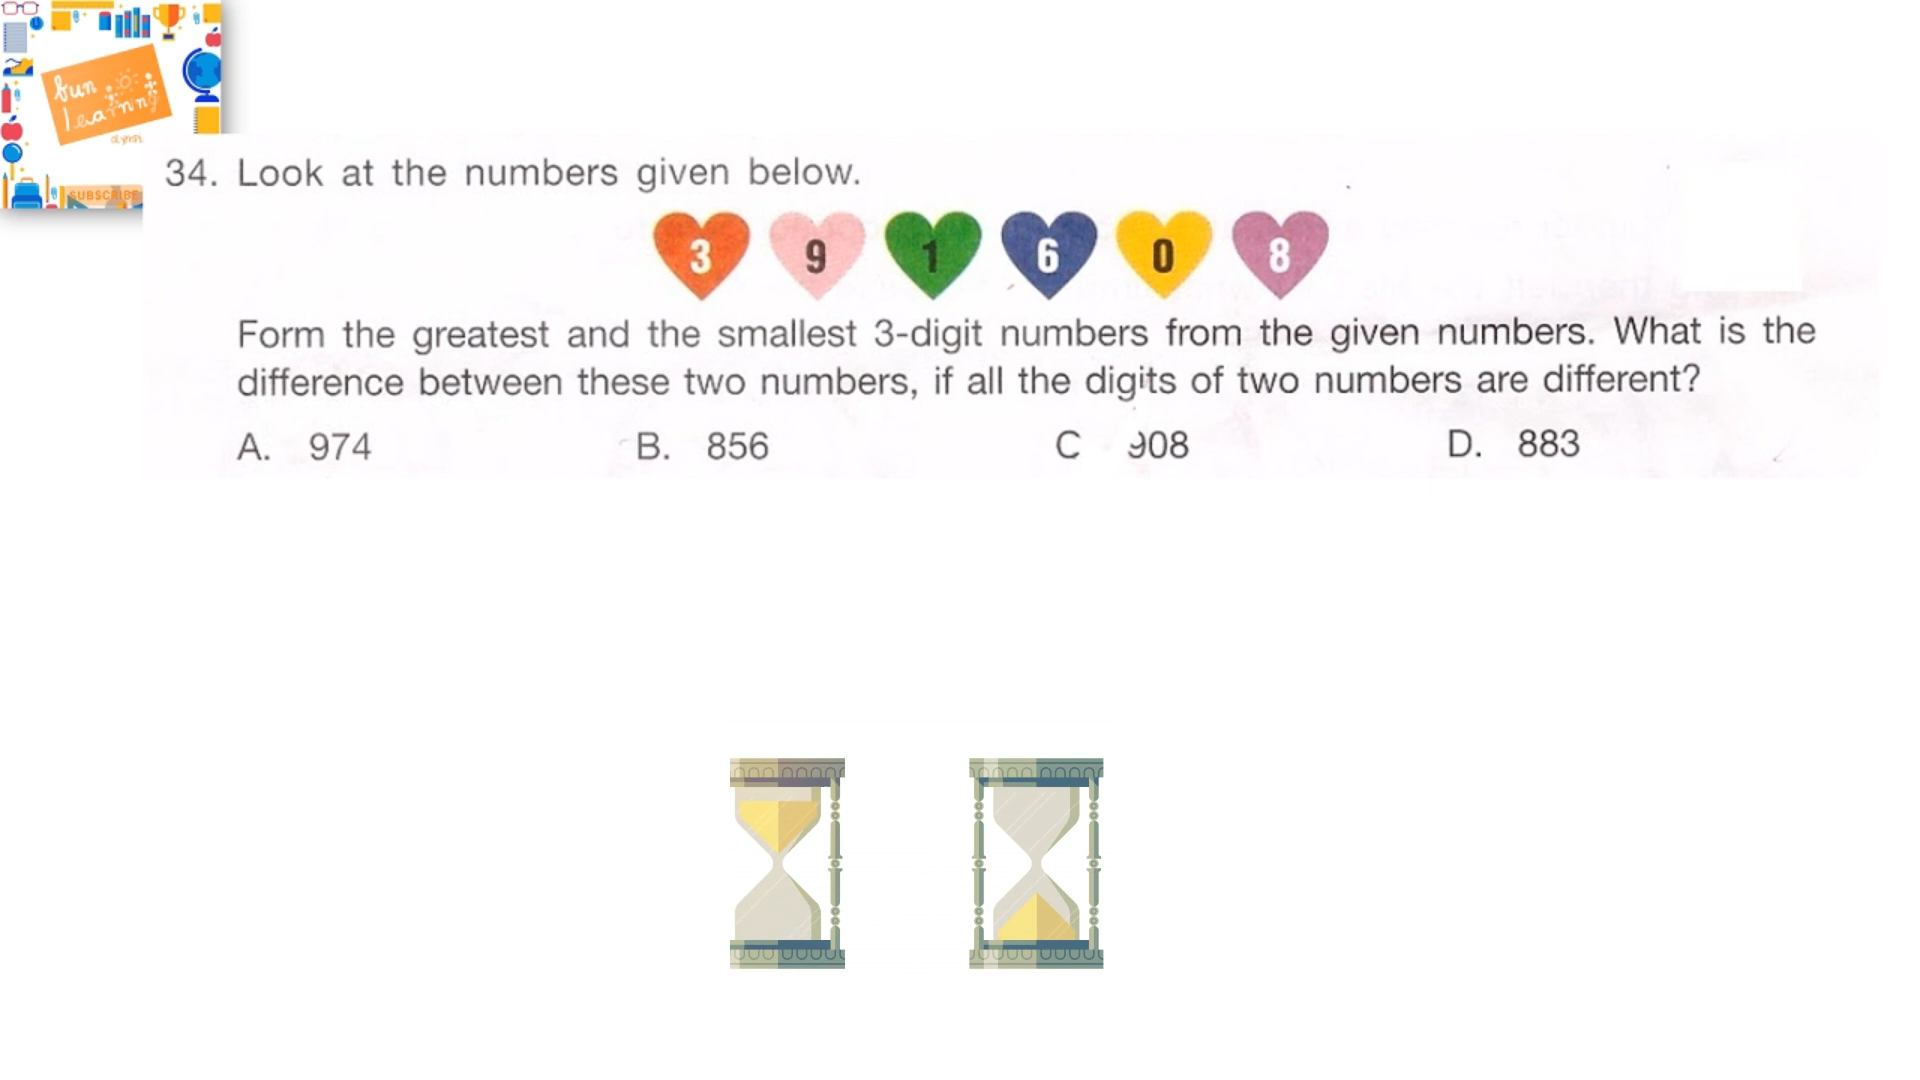 fun
learning
SUBSCRIBE
34. Look at the numbers given below.
3 9 1 6 0 8
Form the greatest and the smallest 3-digit numbers from the given numbers. What is the
difference between these two numbers, if all the digits of two numbers are different?
A. 974 B. 856 C 908 D. 883